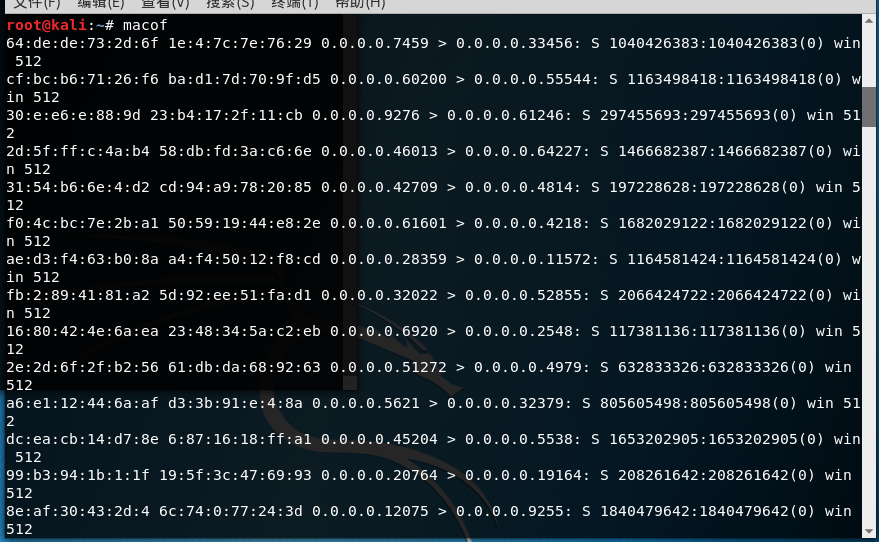 文件(F) 编辑(E) 查看(V) 搜索(S) 终端(T) 帮助(H)
root@kali:~# macof
64:de:de:73:2d:6f 1e:4:7c:7e:76:29 0.0.0.0.7459 > 0.0.0.0.33456: S 1040426383:1040426383(0) win
 512
cf:bc:b6:71:26:f6 ba:d1:7d:70:9f:d5 0.0.0.0.60200 > 0.0.0.0.55544: S 1163498418:1163498418(0) w
in 512
30:e:e6:e:88:9d 23:b4:17:2f:11:cb 0.0.0.0.9276 > 0.0.0.0.61246: S 297455693:297455693(0) win 51
2
2d:5f:ff:c:4a:b4 58:db:fd:3a:c6:6e 0.0.0.0.46013 > 0.0.0.0.64227: S 1466682387:1466682387(0) wi
n 512
31:54:b6:6e:4:d2 cd:94:a9:78:20:85 0.0.0.0.42709 > 0.0.0.0.4814: S 197228628:197228628(0) win 5
12
f0:4c:bc:7e:2b:a1 50:59:19:44:e8:2e 0.0.0.0.61601 > 0.0.0.0.4218: S 1682029122:1682029122(0) wi
n 512
ae:d3:f4:63:b0:8a a4:f4:50:12:f8:cd 0.0.0.0.28359 > 0.0.0.0.11572: S 1164581424:1164581424(0) w
in 512
fb:2:89:41:81:a2 5d:92:ee:51:fa:d1 0.0.0.0.32022 > 0.0.0.0.52855: S 2066424722:2066424722(0) wi
n 512
16:80:42:4e:6a:ea 23:48:34:5a:c2:eb 0.0.0.0.6920 > 0.0.0.0.2548: S 117381136:117381136(0) win 5
12
2e:2d:6f:2f:b2:56 61:db:da:68:92:63 0.0.0.0.51272 > 0.0.0.0.4979: S 632833326:632833326(0) win
512
a6:e1:12:44:6a:af d3:3b:91:e:4:8a 0.0.0.0.5621 > 0.0.0.0.32379: S 805605498:805605498(0) win 51
2
dc:ea:cb:14:d7:8e 6:87:16:18:ff:a1 0.0.0.0.45204 > 0.0.0.0.5538: S 1653202905:1653202905(0) win
 512
99:b3:94:1b:1:1f 19:5f:3c:47:69:93 0.0.0.0.20764 > 0.0.0.0.19164: S 208261642:208261642(0) win
512
8e:af:30:43:2d:4 6c:74:0:77:24:3d 0.0.0.0.12075 > 0.0.0.0.9255: S 1840479642:1840479642(0) win
512